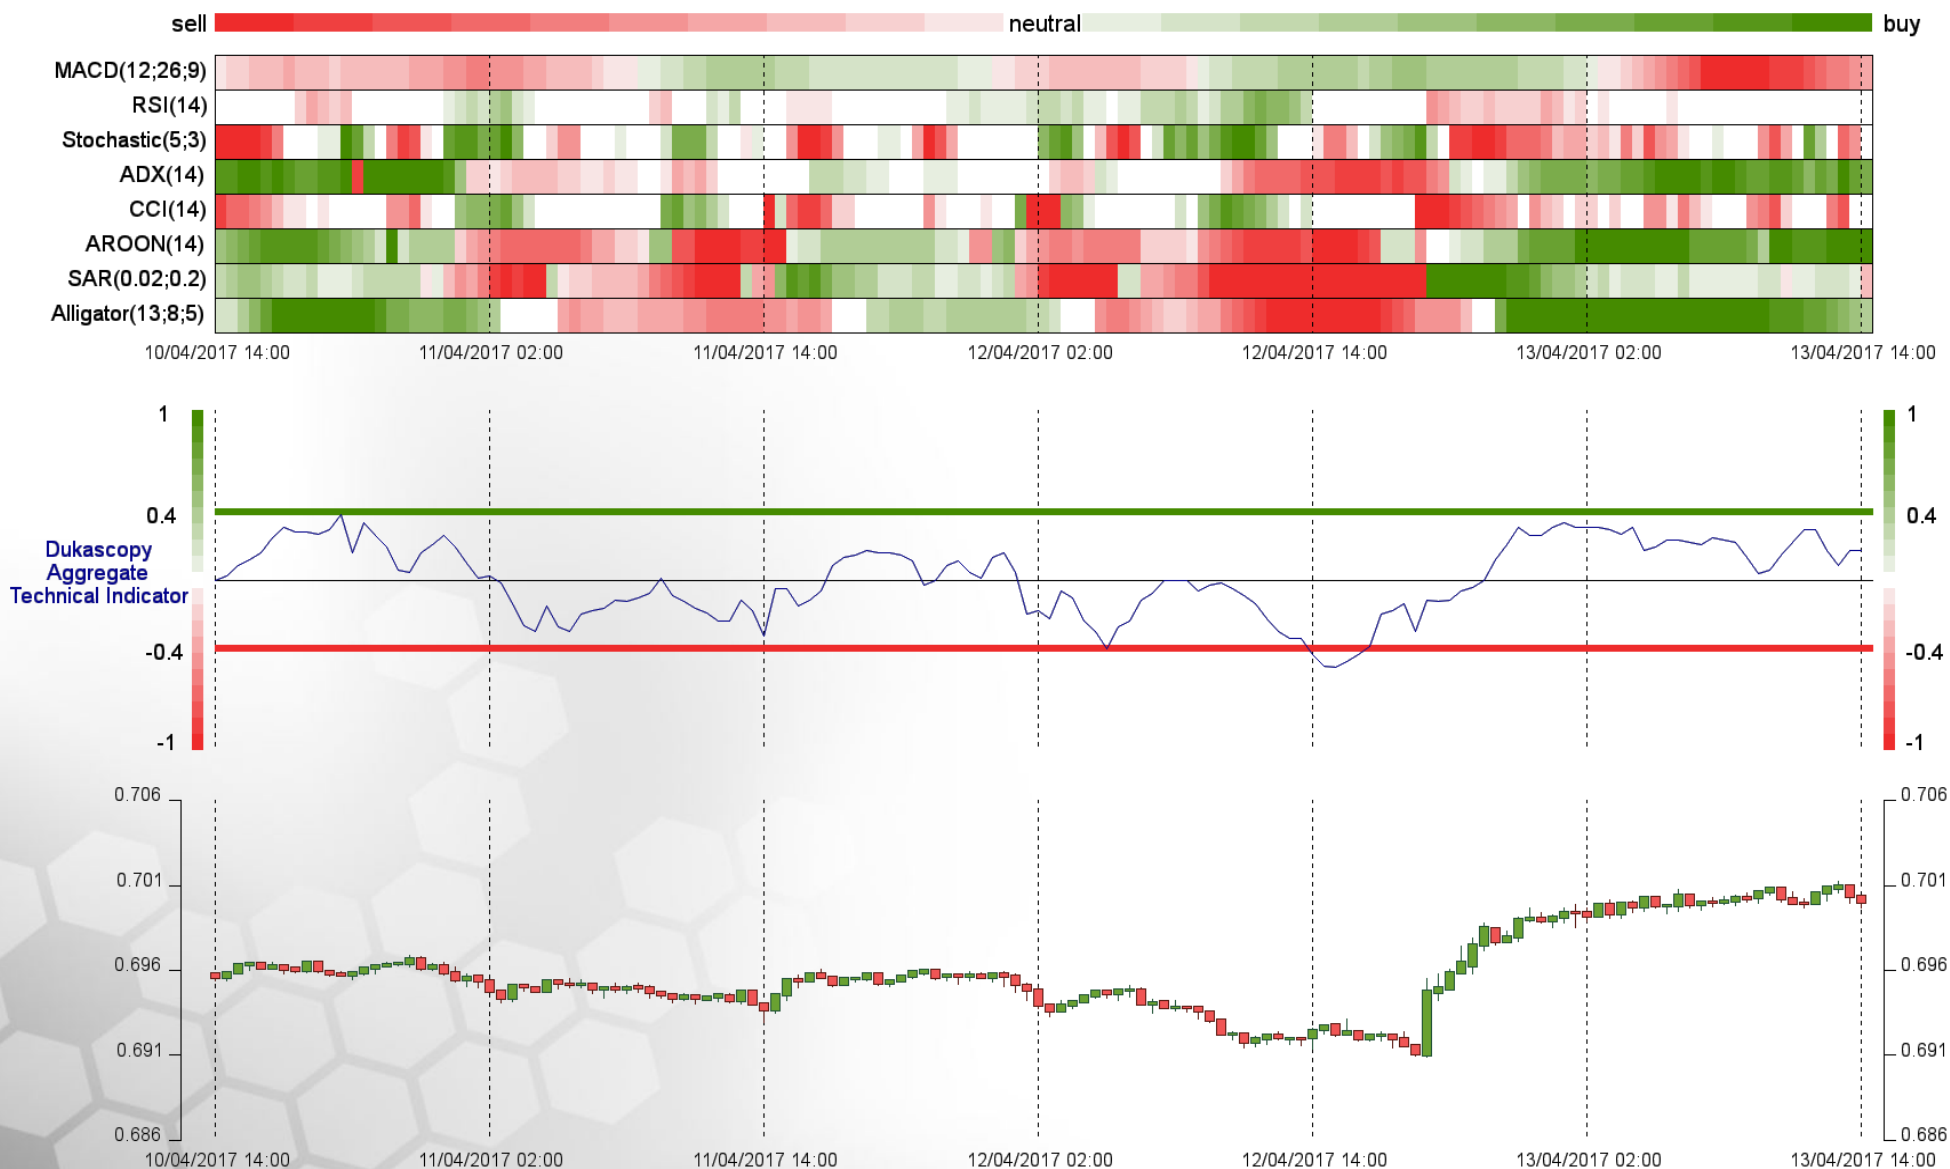 sell neutral buy
MACD(12;26;9)
RSI(14)
Stochastic(5;3)
ADX(14)
CCI(14)
AROON(14)
SAR(0.02;0.2)
Alligator(13;8;5)
10/04/2017 14:00 11/04/2017 02:00 11/04/2017 14:00 12/04/2017 02:00 12/04/2017 14:00 13/04/2017 02:00 13/04/2017 14:00
1 1
0.4 0.4
Dukascopy
Aggregate
Technical Indicator
-0.4 -0.4
-1 -1
0.706 0.706
0.701 0.701
0.696 0.696
0.691 0.691
0.686 0.686
10/04/2017 14:00 11/04/2017 02:00 11/04/2017 14:00 12/04/2017 02:00 12/04/2017 14:00 13/04/2017 02:00 13/04/2017 14:00